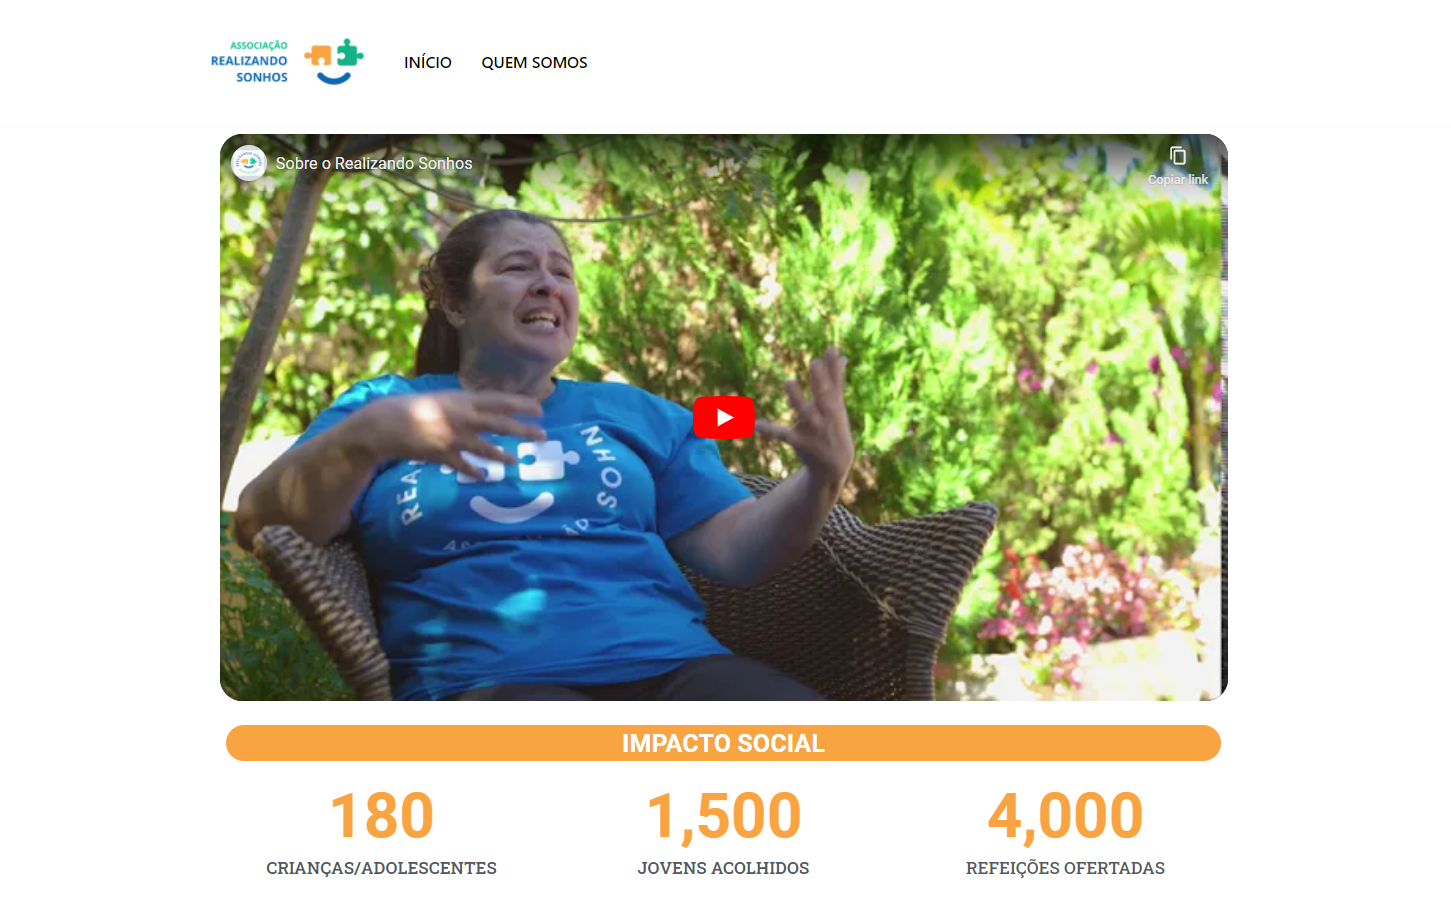 ASSOCIAÇÃO
REALIZANDO
SONHOS
INÍCIO
QUEM SOMOS
Sobre o Realizando Sonhos
Copiar link
IMPACTO SOCIAL
180
1,500
4,000
CRIANÇAS/ADOLESCENTES
JOVENS ACOLHIDOS
REFEIÇÕES OFERTADAS